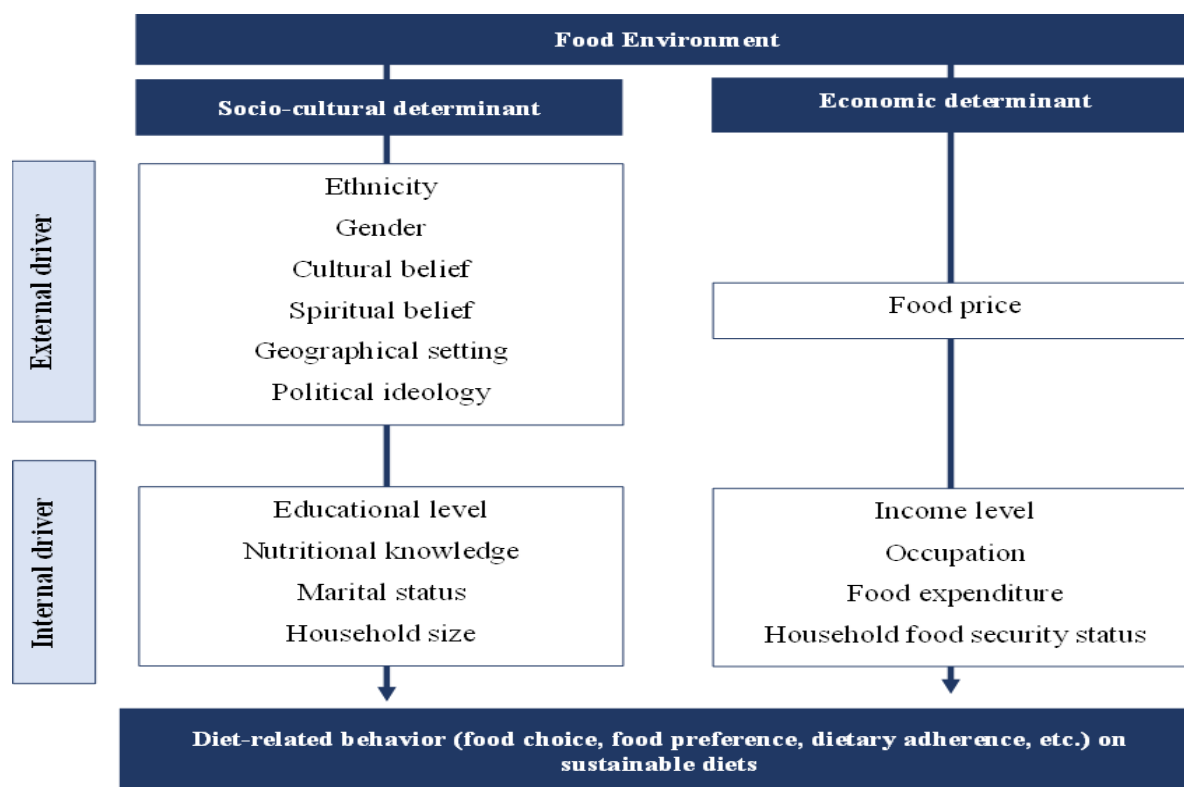 Food Environment
Socio-cultural determinant
Economic determinant
External driver
Ethnicity
Gender
Cultural belief
Spiritual belief
Geographical setting
Political ideology
Food price
Internal driver
Educational level
Nutritional knowledge
Marital status
Household size
Income level
Occupation
Food expenditure
Household food security status
Diet-related behavior (food choice, food preference, dietary adherence, etc.) on
sustainable diets